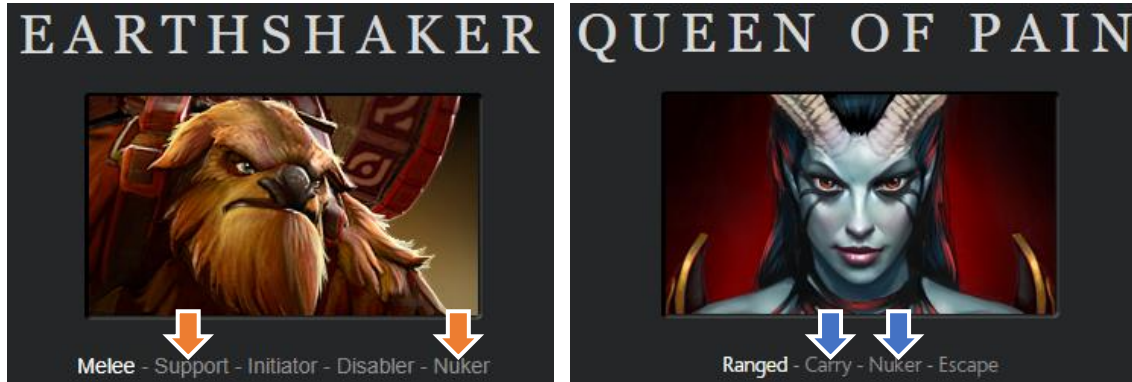 EARTHSHAKER
Melee - Support - Initiator - Disabler - Nuker
QUEEN OF PAIN
Ranged - Carry - Nuker - Escape